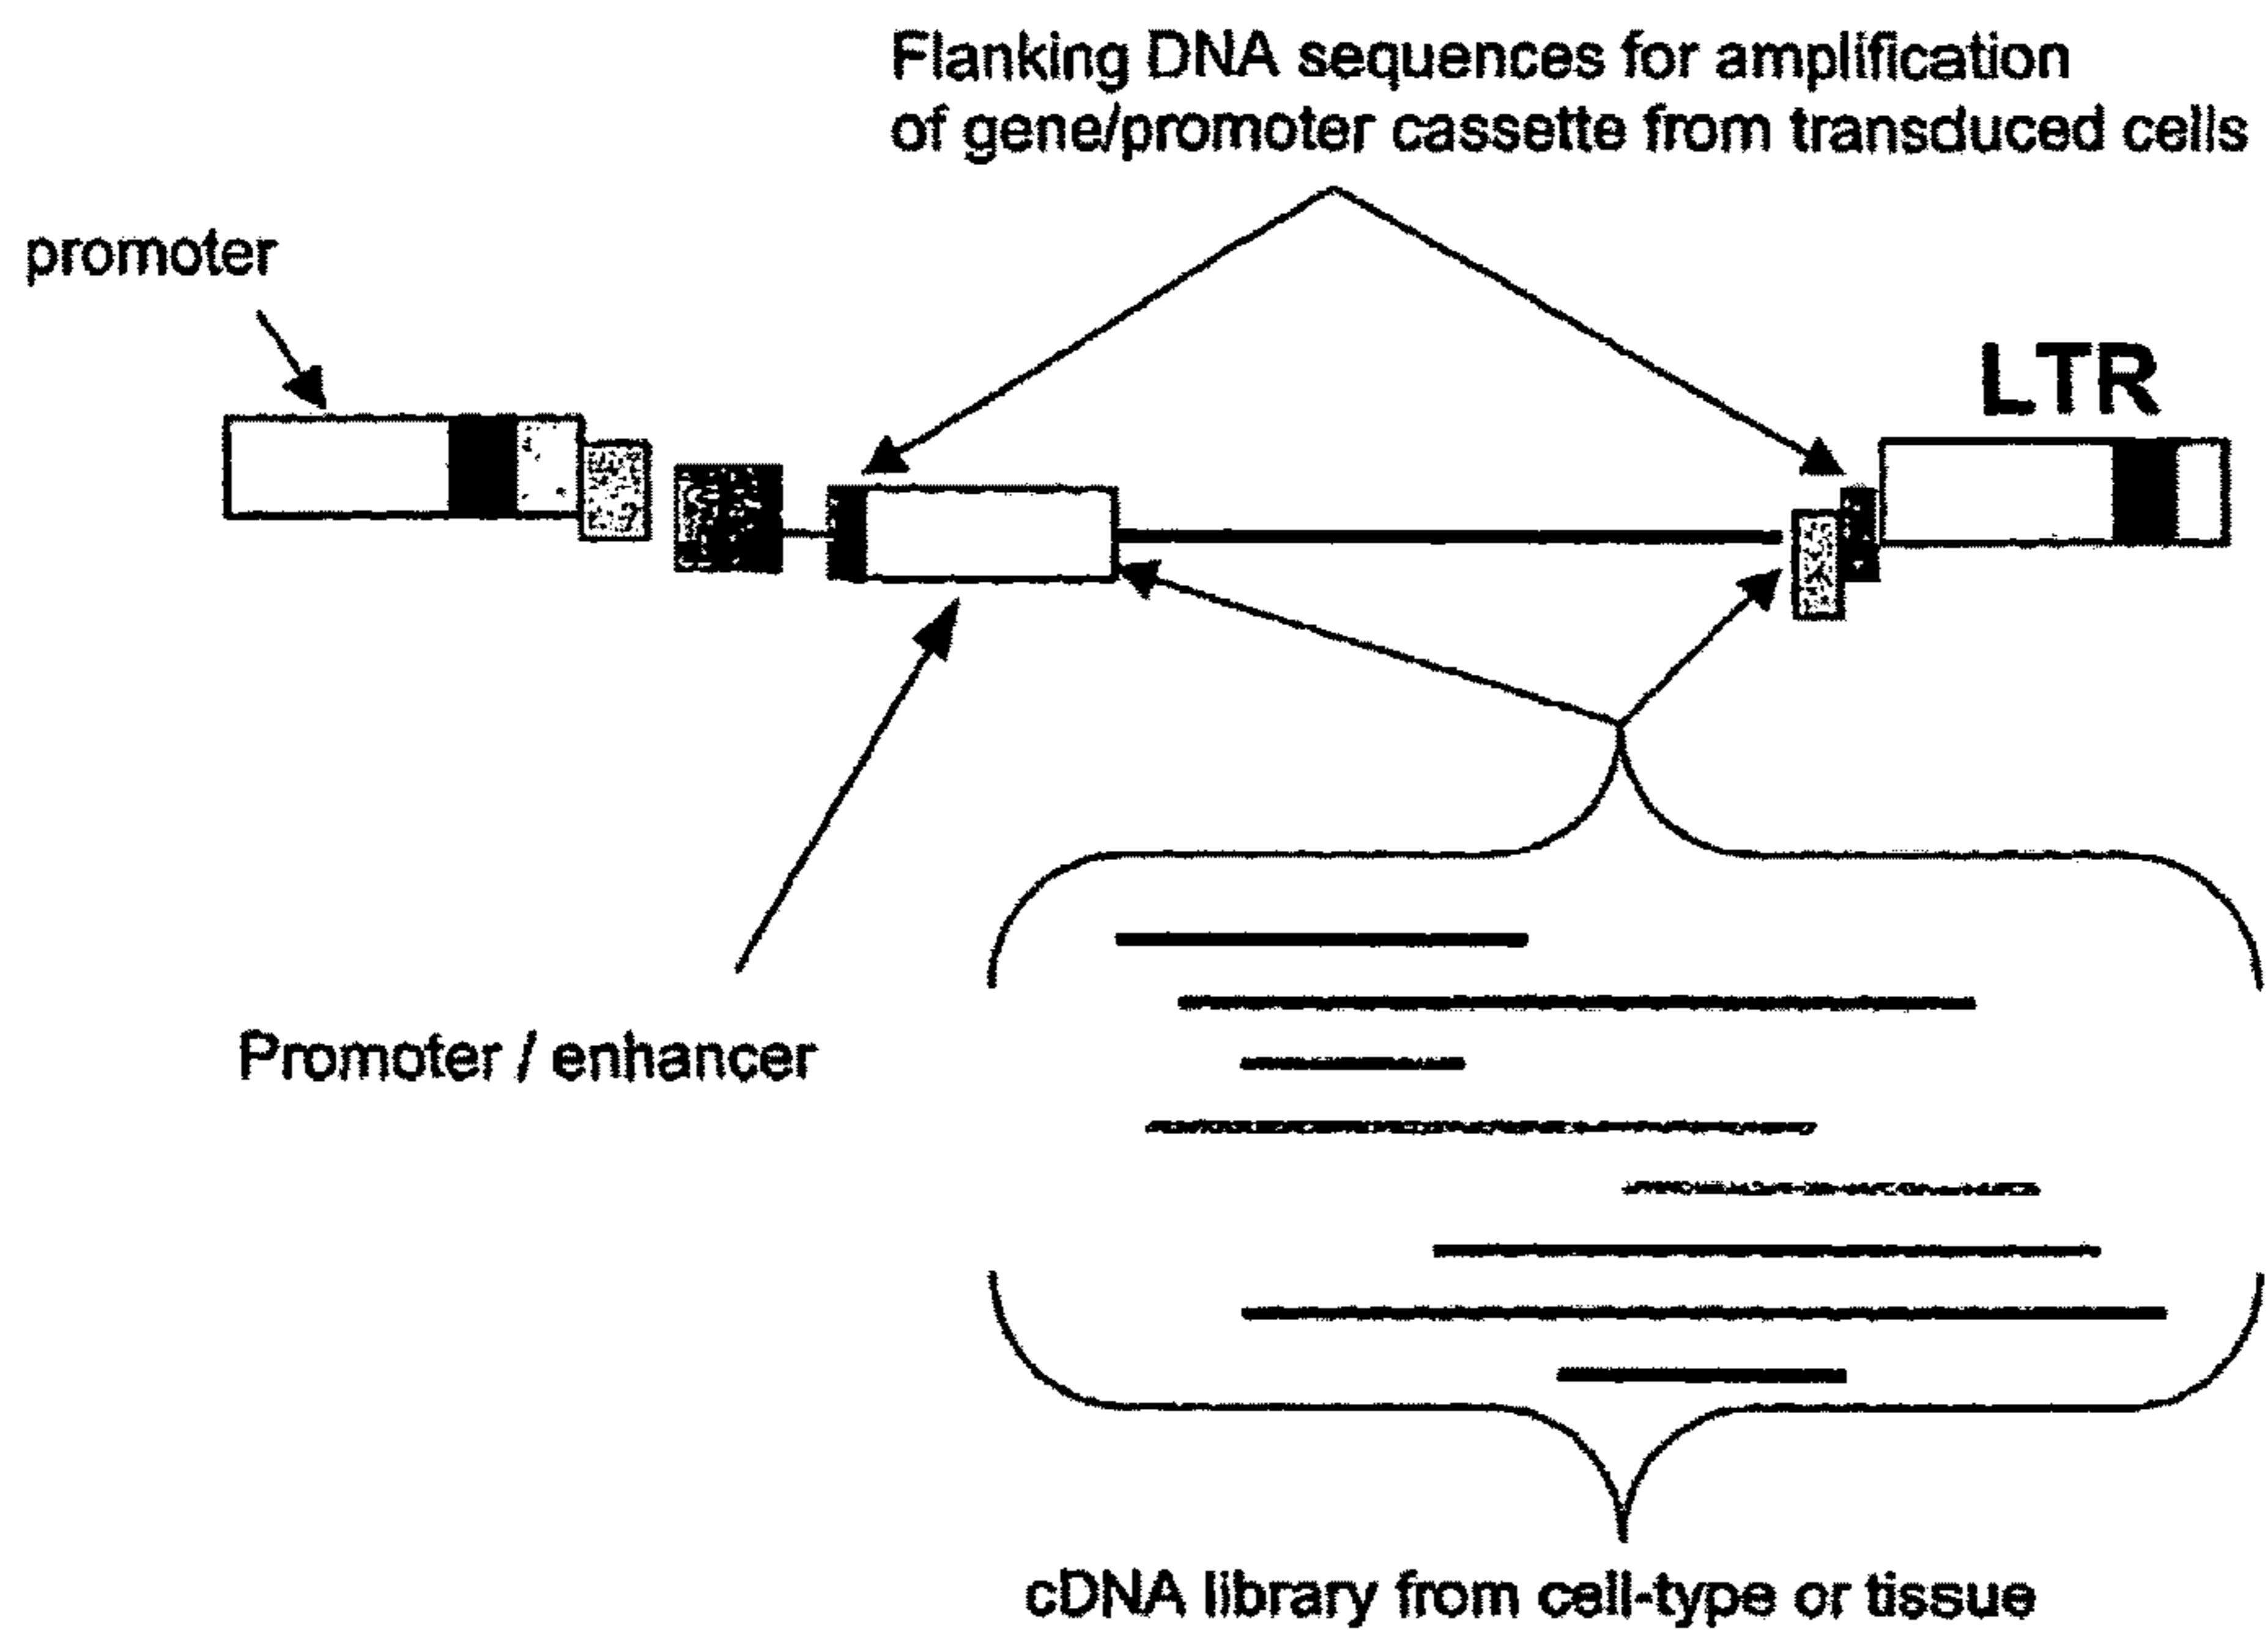 Flanking DNA sequences for amplification
of gene/promoter cassette from transduced cells
promoter
LTR
Promoter / enhancer
cDNA library from cell-type or tissue